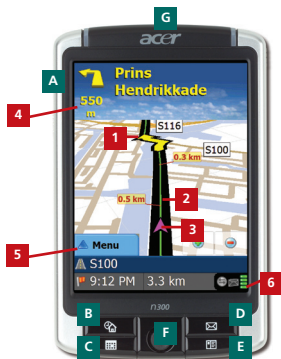 G
acer
A
Prins
Hendrikkade
550
m
4
S116
1
S100
0.3 km
0.5 km
2
3
5
Menu
S100
9:12 PM
3.3 km
6
n300
B
F
D
C
E